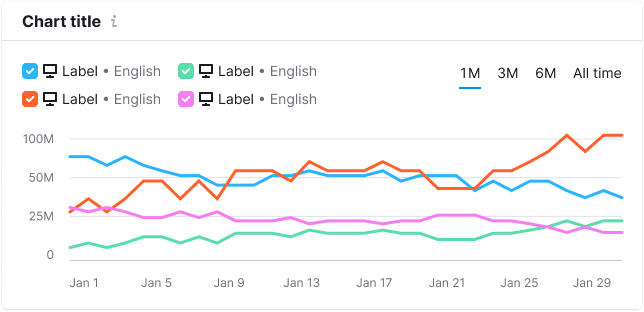 Chart title
Label • English Label • English 1M 3M 6M All time
Label • English Label • English
100M
50M
25M
0
Jan 1 Jan 5 Jan 9 Jan 13 Jan 17 Jan 21 Jan 25 Jan 29